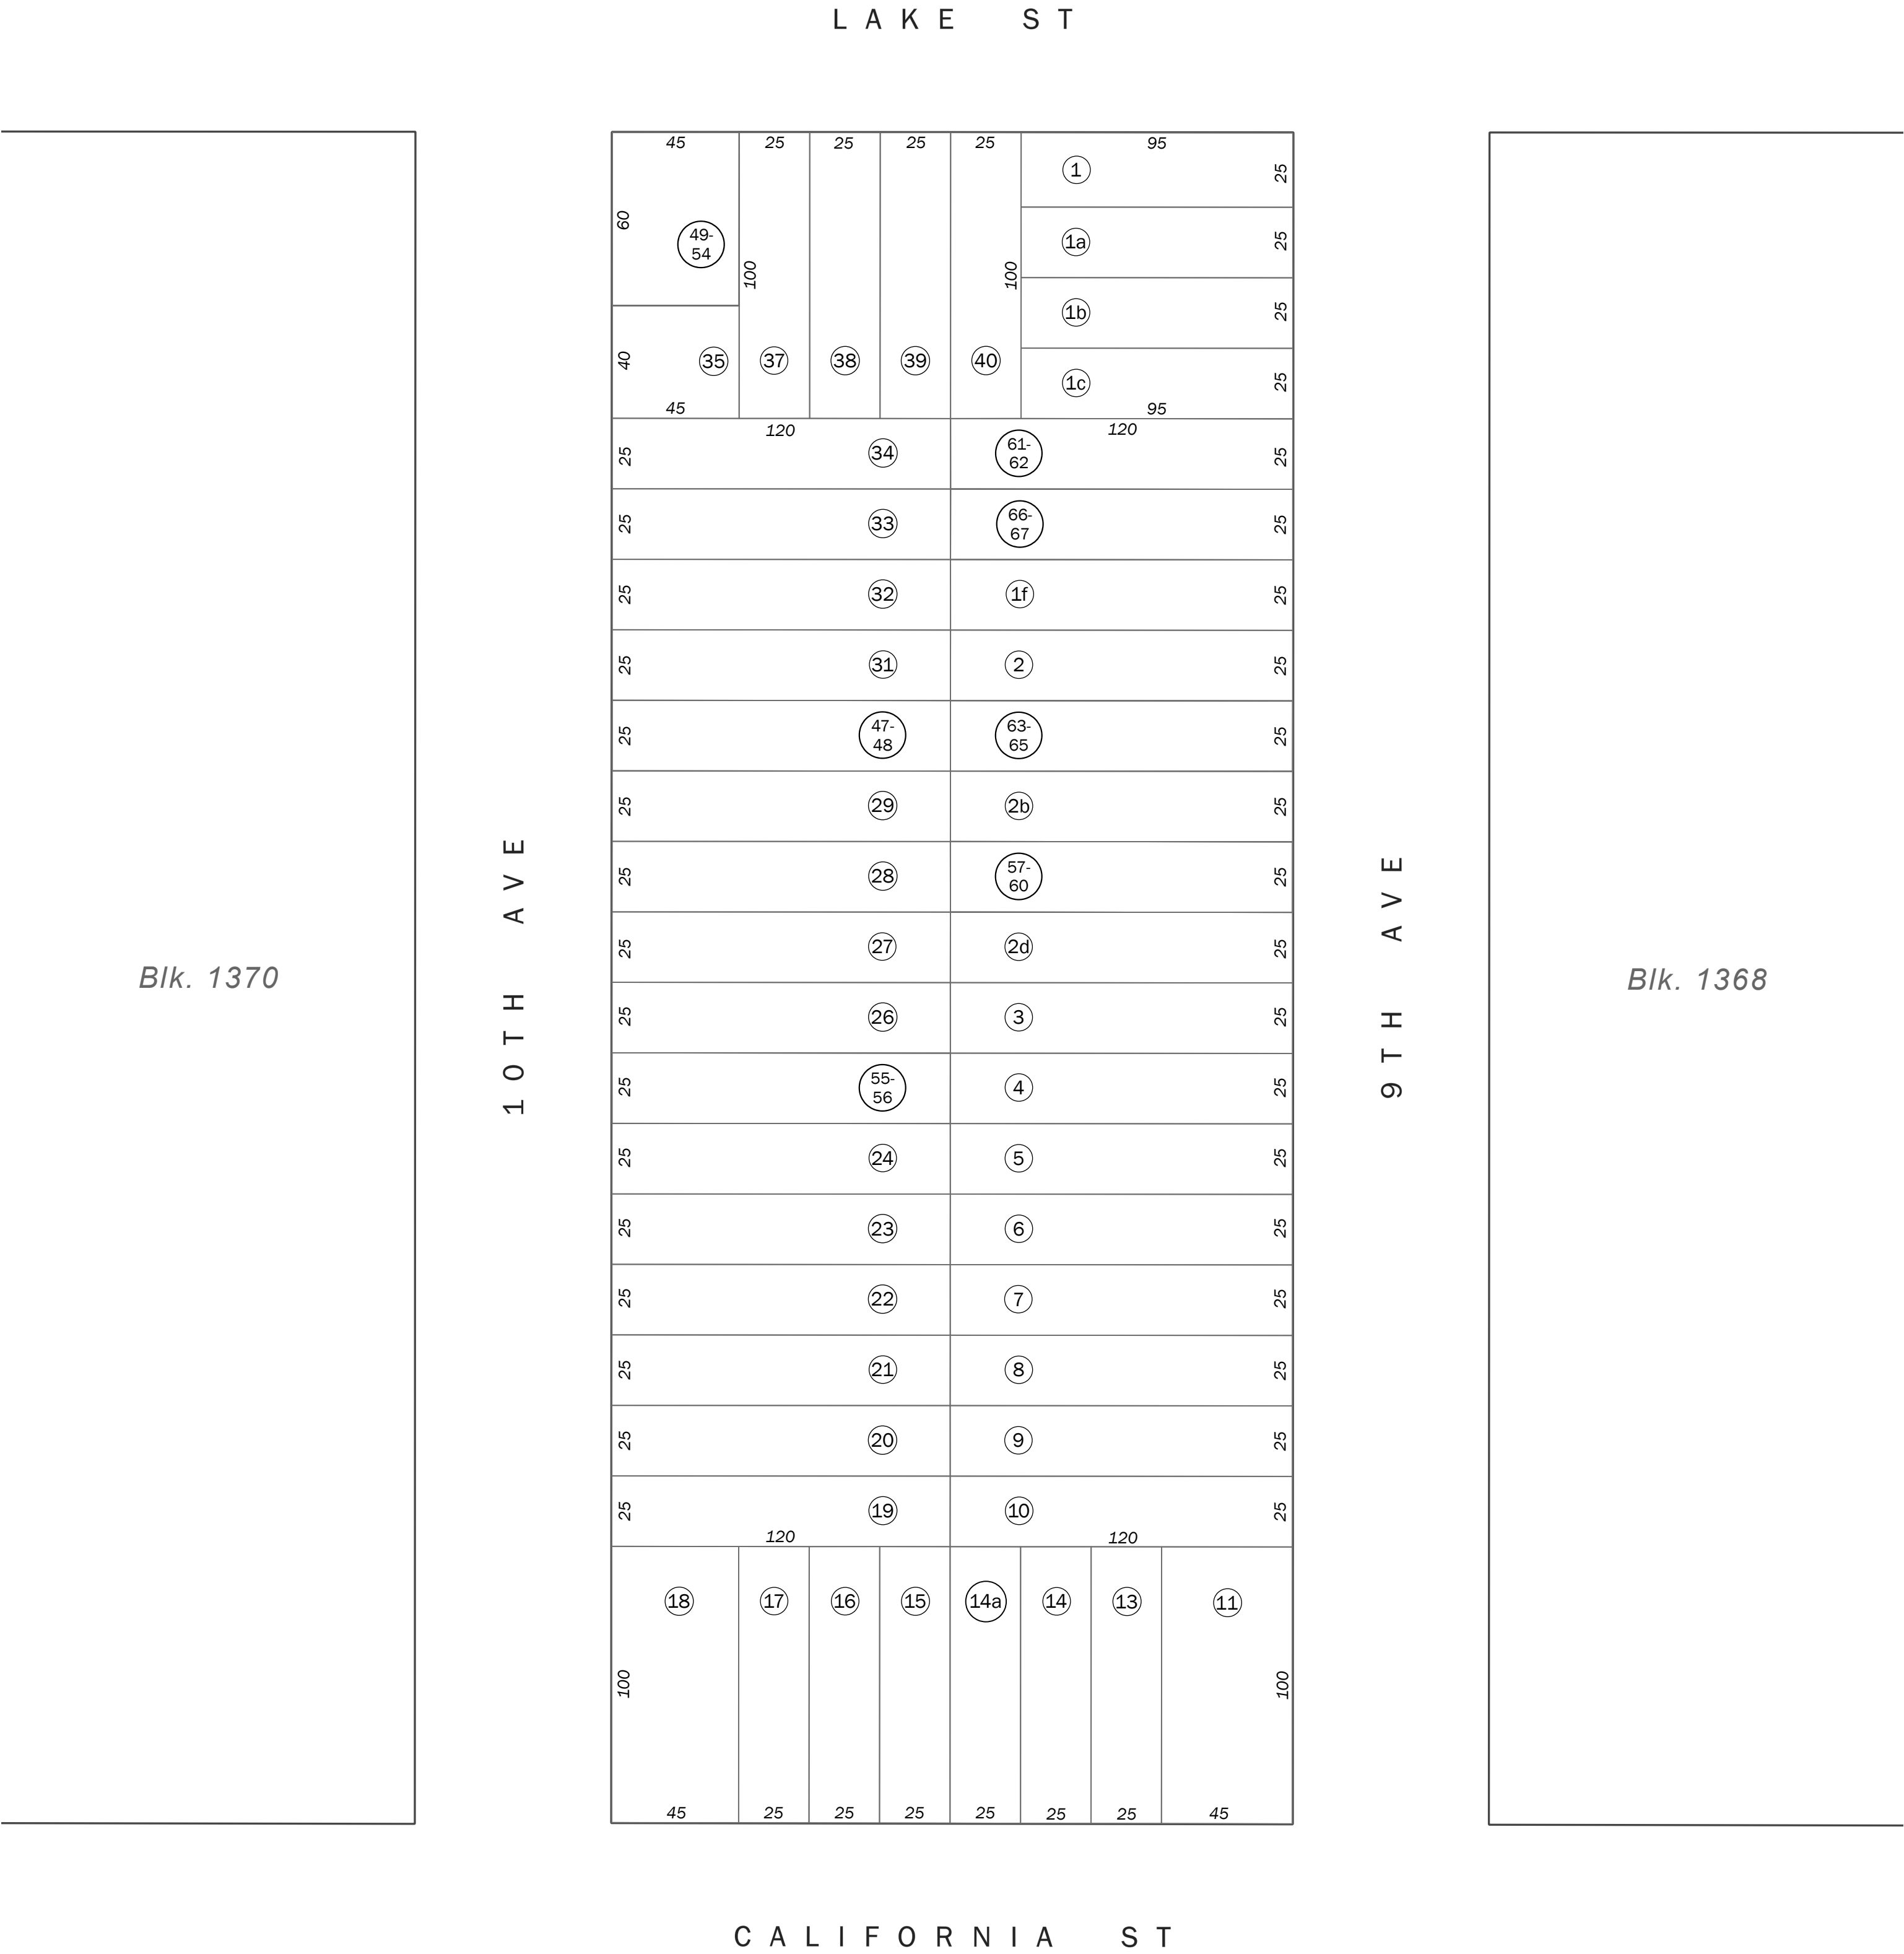 LAKE ST
45 25 25 25 25 95
1 25
60
49-
54
1a 25
100 100
1b 25
40 35 37 38 39 40
1c 25
45 95
120 120
25 34 61-
62 25
25 33 66-
67 25
25 32 1f 25
25 31 2 25
25 47-
48 63-
65 25
25 29 2b 25
25 28 57-
60 25
25 27 2d 25
Blk. 1370
10TH AVE
9TH AVE
Blk. 1368
25 26 3 25
25 55-
56 4 25
25 24 5 25
25 23 6 25
25 22 7 25
25 21 8 25
25 20 9 25
25 19 10 25
120 120
18 17 16 15 14a 14 13 11
100 100
45 25 25 25 25 25 25 45
CALIFORNIA ST